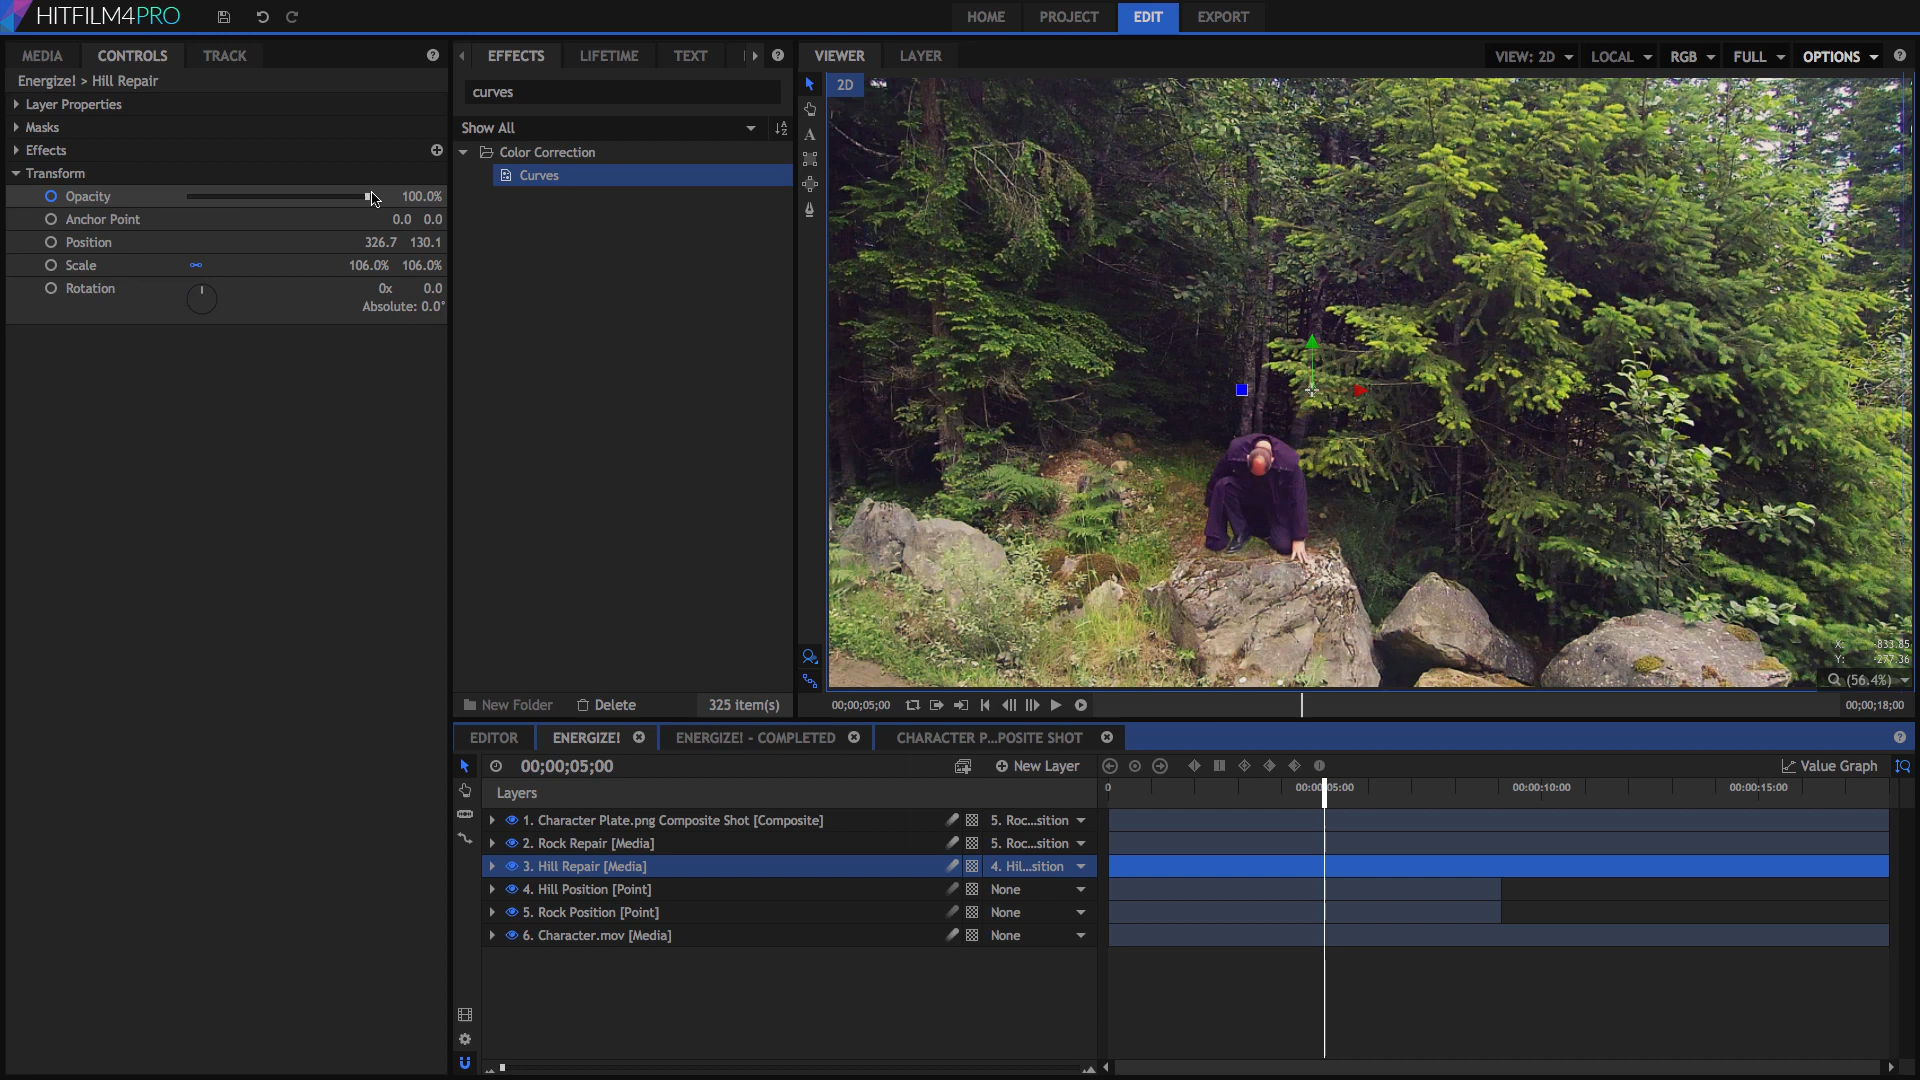 HITFILM4PRO
HOME
PROJECT
EDIT
EXPORT
MEDIA
CONTROLS
TRACK
Energize! > Hill Repair
Layer Properties
Masks
Effects
Transform
Opacity 100.0%
Anchor Point 0.0 0.0
Position 326.7 130.1
Scale 106.0% 106.0%
Rotation 0x 0.0
Absolute: 0.0°
EFFECTS
LIFETIME
TEXT
curves
Show All
Color Correction
Curves
New Folder
Delete
325 item(s)
VIEWER
LAYER
VIEW: 2D
LOCAL
RGB
FULL
OPTIONS
2D
A
X: -833.85
Y: -277.36
(56.4%)
00;00;05;00
00;00;18;00
EDITOR
ENERGIZE!
ENERGIZE! - COMPLETED
CHARACTER P...POSITE SHOT
00;00;05;00
New Layer
Value Graph
Layers
0
00:00:05:00
00:00:10:00
00:00:15:00
1. Character Plate.png Composite Shot [Composite] 5. Roc...sition
2. Rock Repair [Media] 5. Roc...sition
3. Hill Repair [Media] 4. Hil...sition
4. Hill Position [Point] None
5. Rock Position [Point] None
6. Character.mov [Media] None